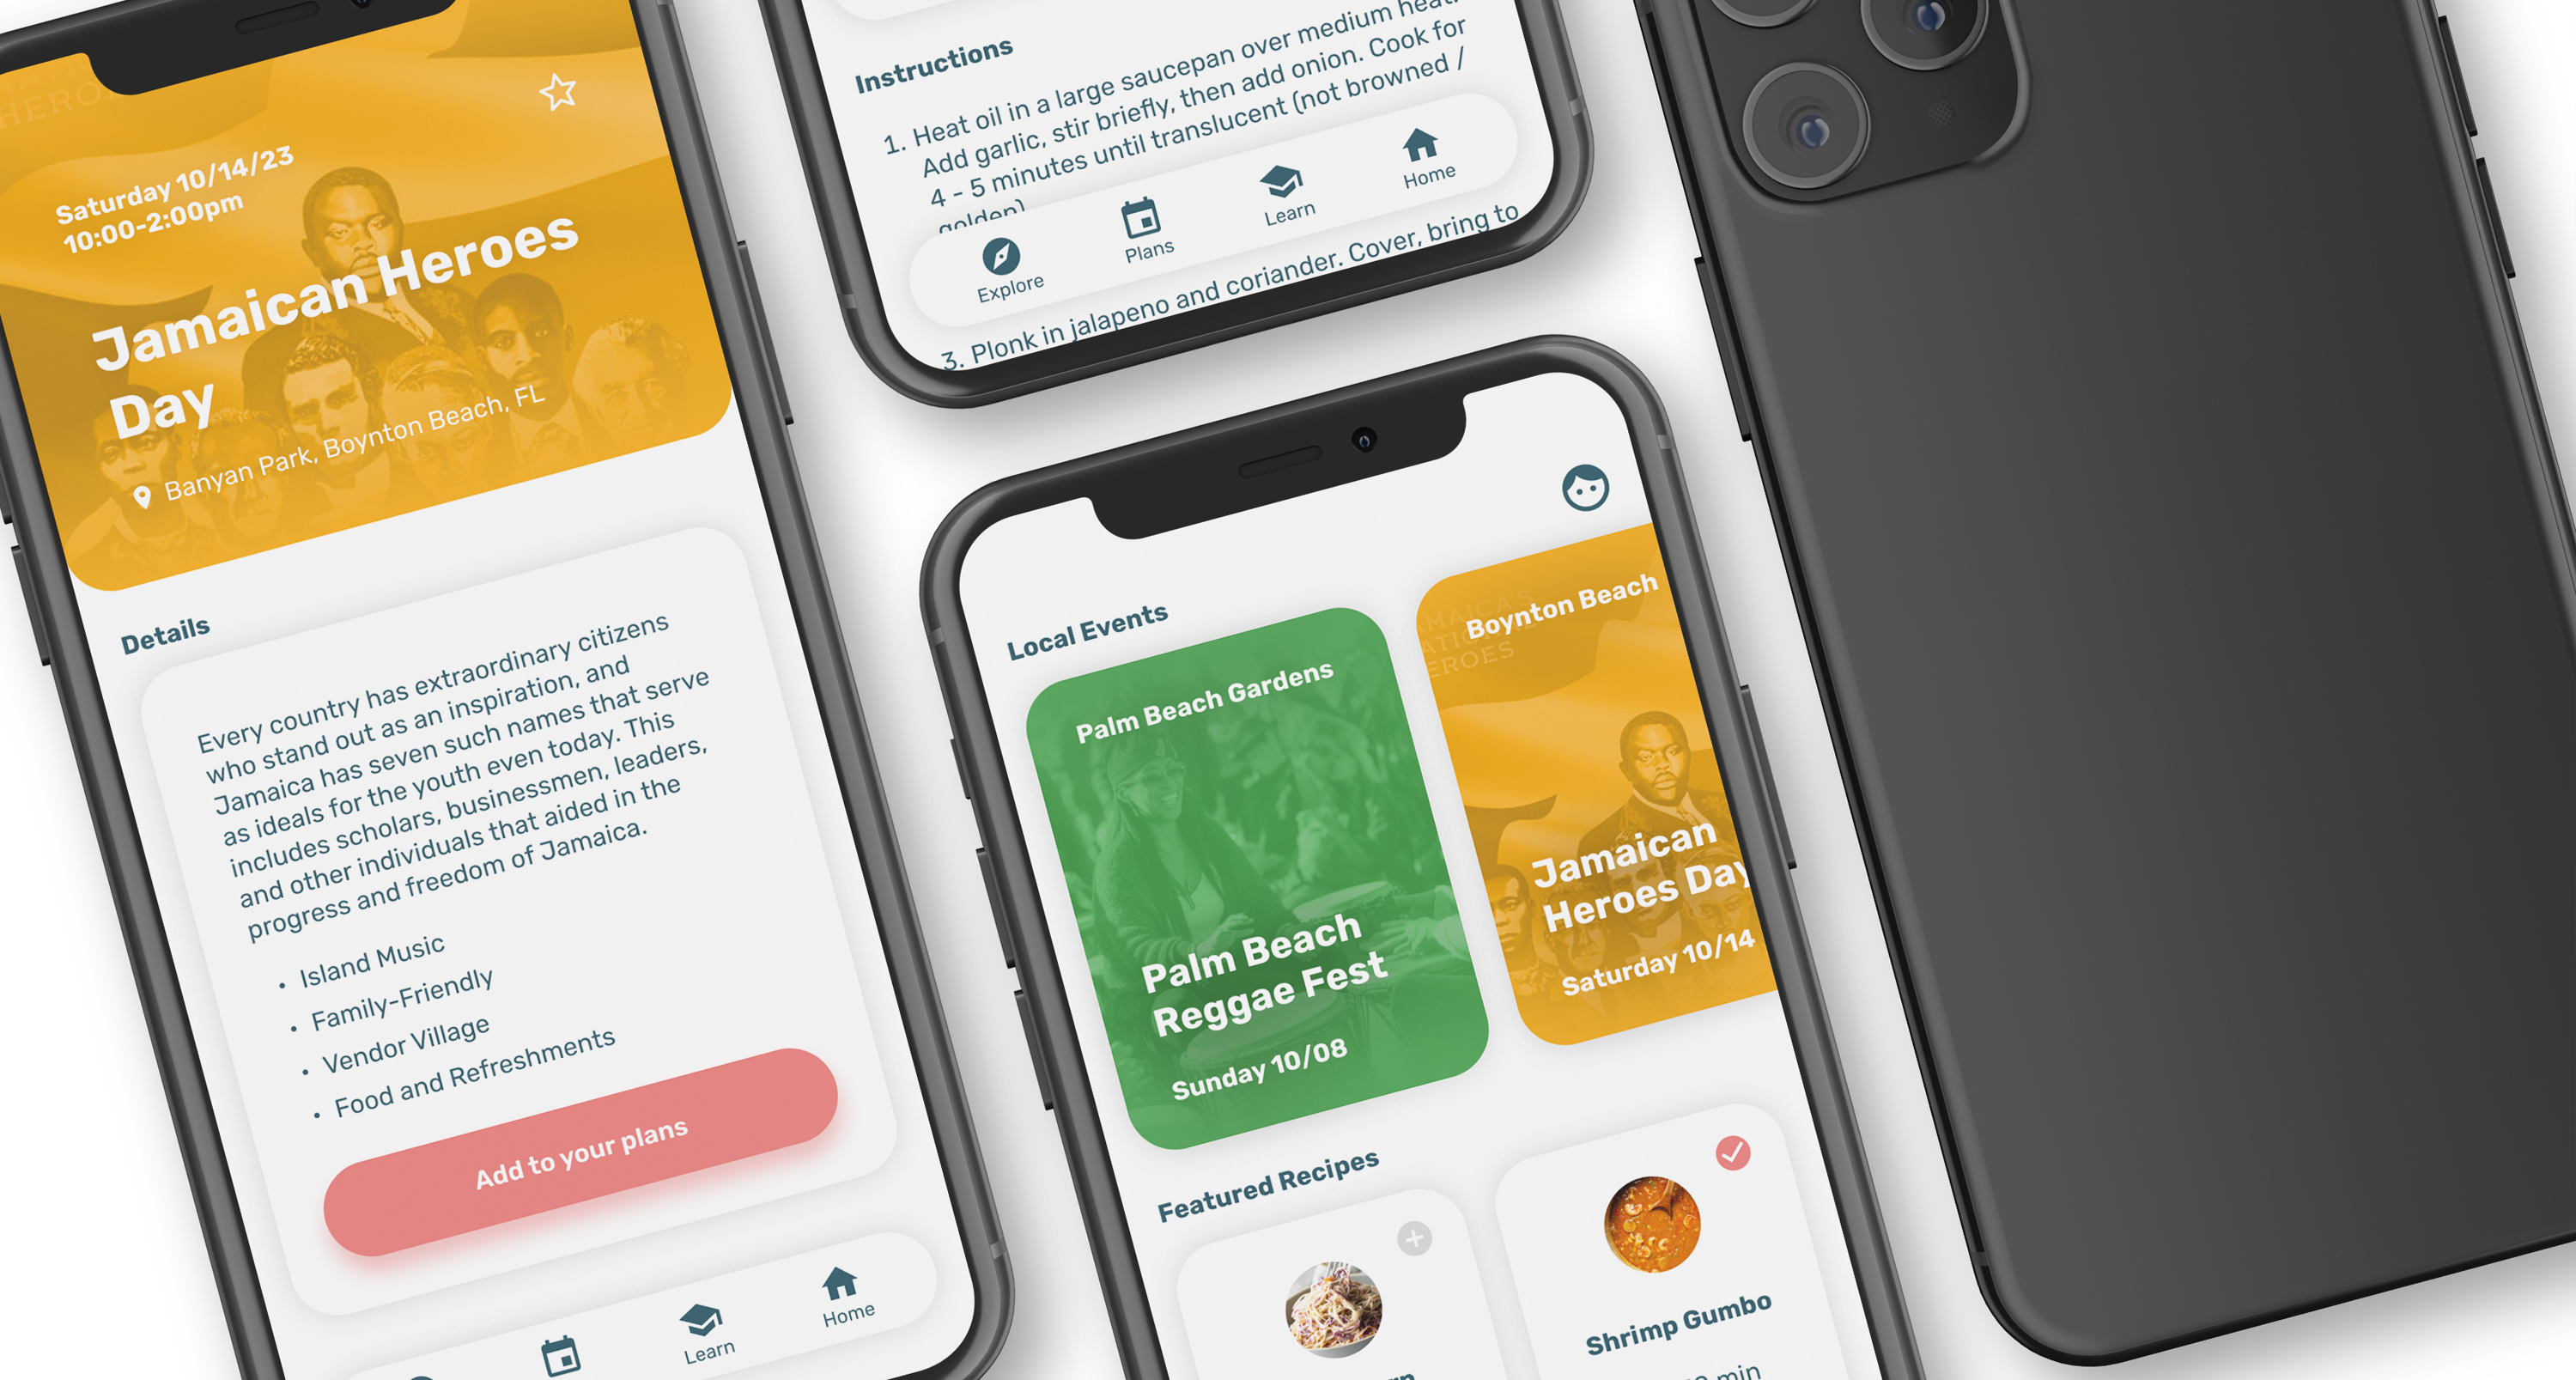 HEROES
Saturday 10/14/23
10:00-2:00pm
Jamaican Heroes
Day
Banyan Park, Boynton Beach, FL
Details
Every country has extraordinary citizens
who stand out as an inspiration, and
Jamaica has seven such names that serve
as ideals for the youth even today. This
includes scholars, businessmen, leaders,
and other individuals that aided in the
progress and freedom of Jamaica.
• Island Music
• Family-Friendly
• Vendor Village
• Food and Refreshments
Add to your plans
Learn
Home
Instructions
1. Heat oil in a large saucepan over medium heat.
Add garlic, stir briefly, then add onion. Cook for
4 - 5 minutes until translucent (not browned /
golden)
Explore
Plans
Learn
Home
3. Plonk in jalapeno and coriander. Cover, bring to
Local Events
Palm Beach Gardens
Palm Beach
Reggae Fest
Sunday 10/08
Boynton Beach
Jamaican
Heroes Day
Saturday 10/14
Featured Recipes
Shrimp Gumbo
min